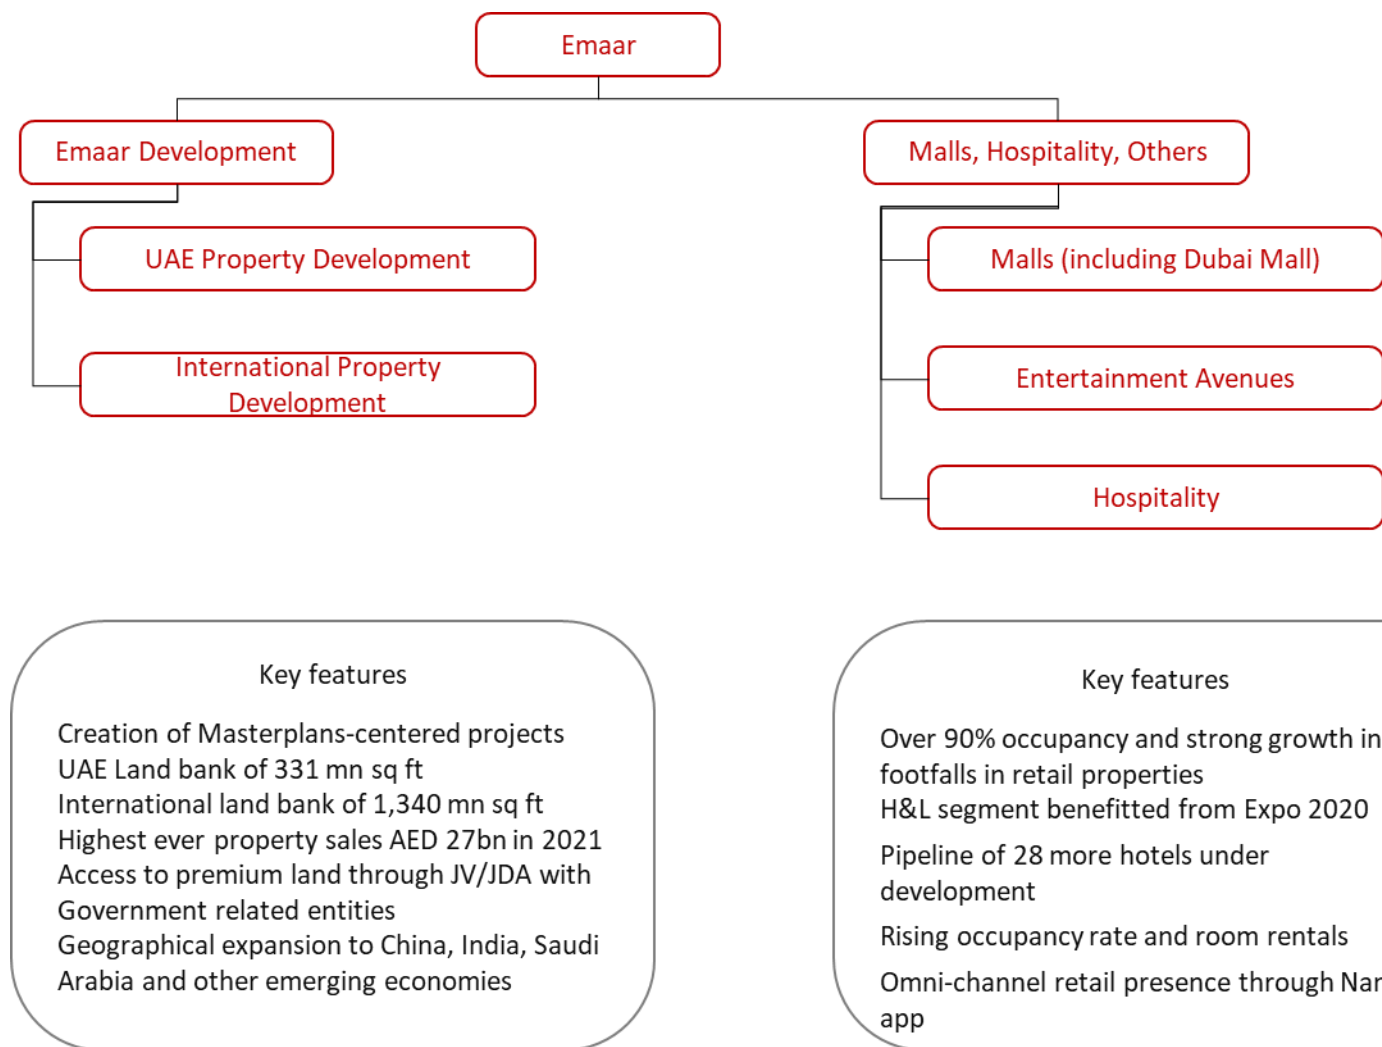 Emaar
Emaar Development
Malls, Hospitality, Others
UAE Property Development
Malls (including Dubai Mall)
International Property
Development
Entertainment Avenues
Hospitality
Key features
Creation of Masterplans-centered projects
UAE Land bank of 331 mn sq ft
International land bank of 1,340 mn sq ft
Highest ever property sales AED 27bn in 2021
Access to premium land through JV/JDA with
Government related entities
Geographical expansion to China, India, Saudi
Arabia and other emerging economies
Key features
Over 90% occupancy and strong growth in
footfalls in retail properties
H&L segment benefitted from Expo 2020
Pipeline of 28 more hotels under
development
Rising occupancy rate and room rentals
Omni-channel retail presence through
app